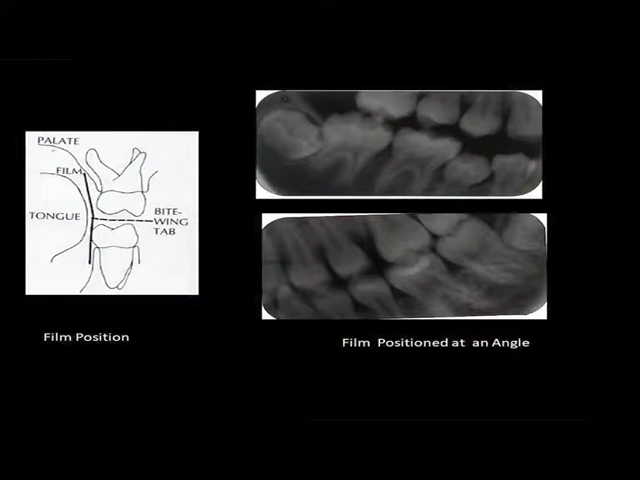 PALATE
FILM
TONGUE
BITE-
WING
TAB
Film Position
Film Positioned at an Angle